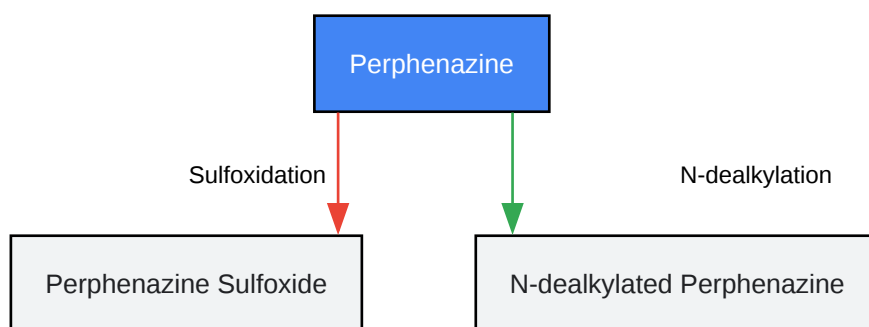 Perphenazine
Sulfoxidation
N-dealkylation
Perphenazine Sulfoxide
N-dealkylated Perphenazine